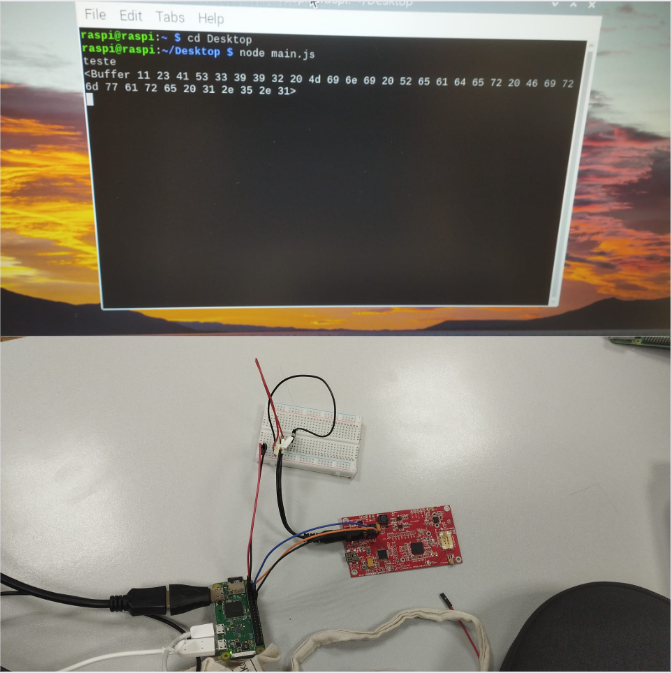 Desktop
File Edit Tabs Help
raspi@raspi:~ $ cd Desktop
raspi@raspi:~/Desktop $ node main.js
teste
<Buffer 11 23 41 53 33 39 39 32 20 4d 69 6e 69 20 52 65 61 64 65 72 20 46 69 72
6d 77 61 72 65 20 31 2e 35 2e 31>